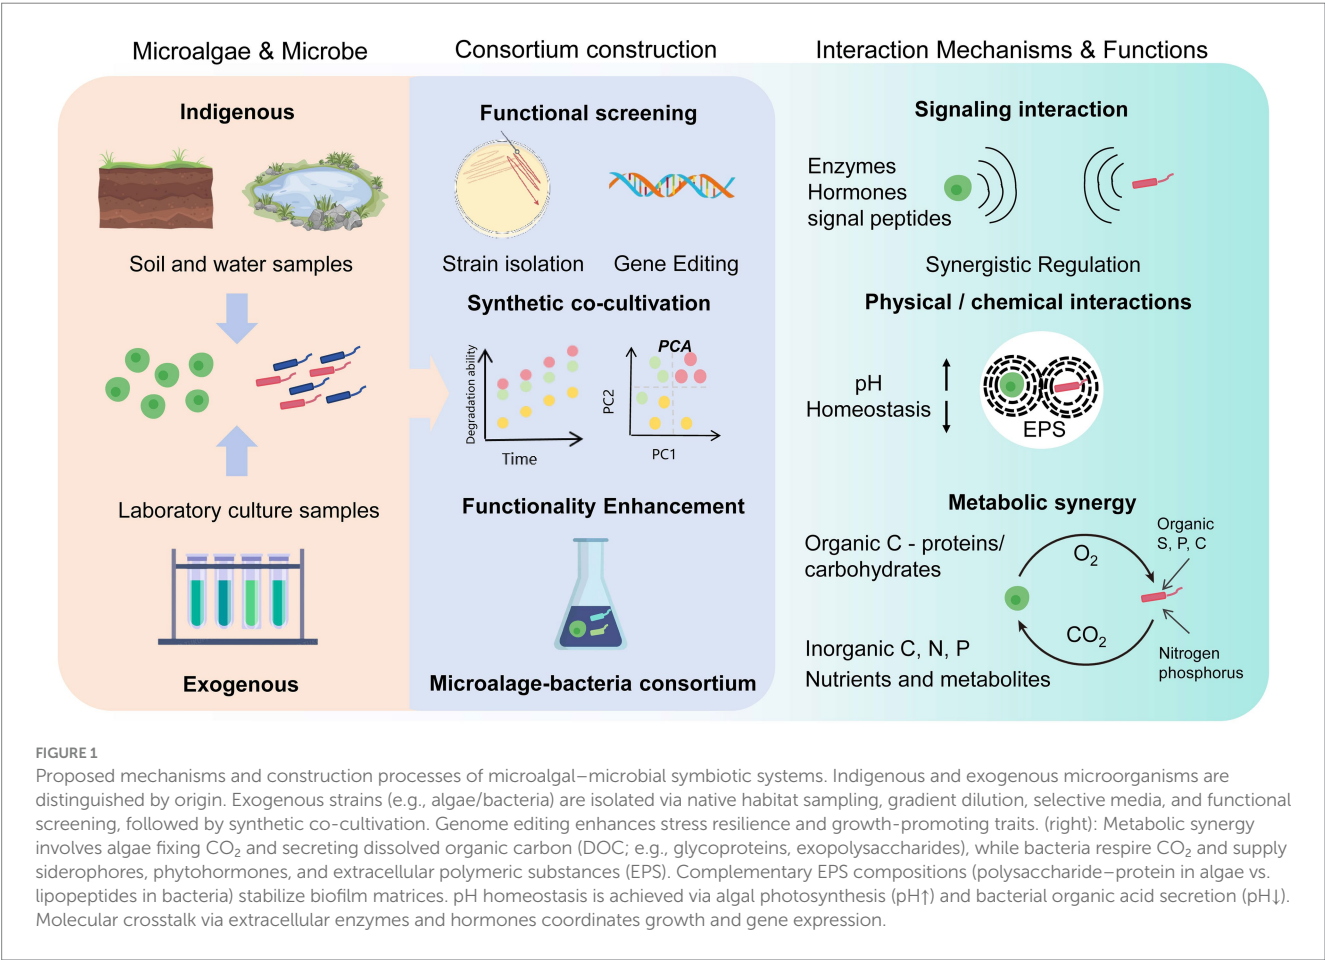 Microalgae & Microbe
Consortium construction
Interaction Mechanisms & Functions
Indigenous
Soil and water samples
Laboratory culture samples
Exogenous
Functional screening
Strain isolation
Gene Editing
Synthetic co-cultivation
Degradation ability
Time
PCA
PC2
PC1
Functionality Enhancement
Microalage-bacteria consortium
Signaling interaction
Enzymes
Hormones
signal peptides
Synergistic Regulation
Physical / chemical interactions
pH
Homeostasis
EPS
Metabolic synergy
Organic C - proteins/
carbohydrates
O₂
Organic
S, P, C
CO₂
Inorganic C, N, P
Nutrients and metabolites
Nitrogen
phosphorus
FIGURE 1
Proposed mechanisms and construction processes of microalgal–microbial symbiotic systems. Indigenous and exogenous microorganisms are
distinguished by origin. Exogenous strains (e.g., algae/bacteria) are isolated via native habitat sampling, gradient dilution, selective media, and functional
screening, followed by synthetic co-cultivation. Genome editing enhances stress resilience and growth-promoting traits. (right): Metabolic synergy
involves algae fixing CO₂ and secreting dissolved organic carbon (DOC; e.g., glycoproteins, exopolysaccharides), while bacteria respire CO₂ and supply
siderophores, phytohormones, and extracellular polymeric substances (EPS). Complementary EPS compositions (polysaccharide–protein in algae vs.
lipopeptides in bacteria) stabilize biofilm matrices. pH homeostasis is achieved via algal photosynthesis (pH↑) and bacterial organic acid secretion (pH↓).
Molecular crosstalk via extracellular enzymes and hormones coordinates growth and gene expression.